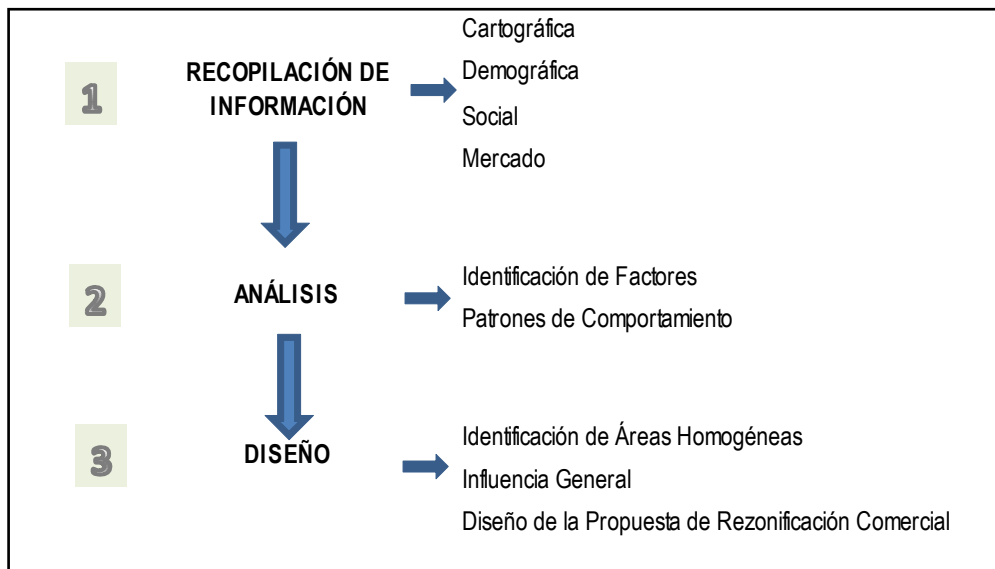 1
RECOPILACIÓN DE
INFORMACIÓN
Cartográfica
Demográfica
Social
Mercado
2
ANÁLISIS
Identificación de Factores
Patrones de Comportamiento
3
DISEÑO
Identificación de Áreas Homogéneas
Influencia General
Diseño de la Propuesta de Rezonificación Comercial